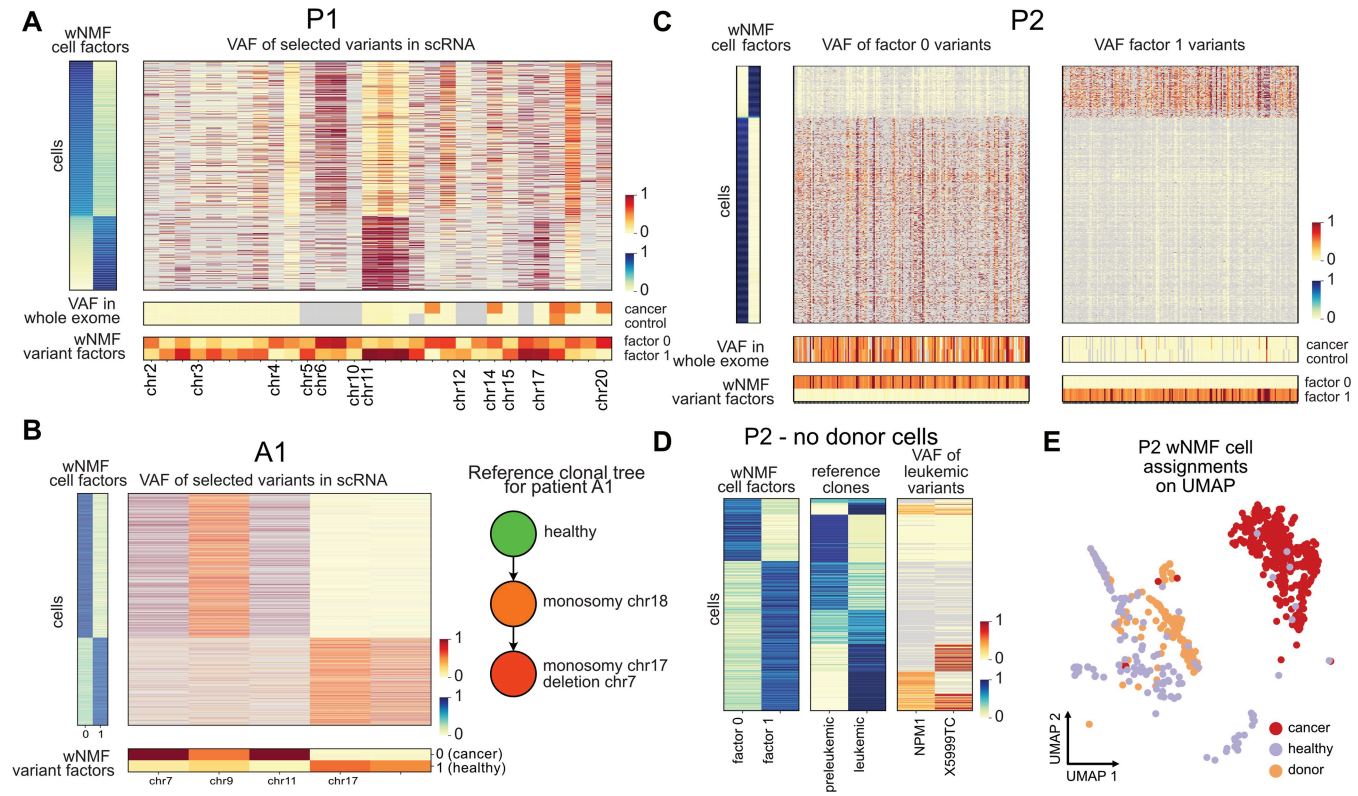 A
P1
wNMF
cell factors
VAF of selected variants in scRNA
cells
1
0
1
0
VAF in
whole exome
cancer
control
wNMF
variant factors
factor 0
factor 1
chr2
chr3
chr4
chr5
chr6
chr10
chr11
chr12
chr14
chr15
chr17
chr20
B
A1
wNMF
cell factors
VAF of selected variants in scRNA
cells
0 1
1
0
1
0
wNMF
variant factors
0 (cancer)
1 (healthy)
chr7
chr9
chr11
chr17
Reference clonal tree
for patient A1
healthy
monosomy chr18
monosomy chr17
deletion chr7
C
P2
wNMF
cell factors
VAF of factor 0 variants
VAF factor 1 variants
cells
1
0
1
0
VAF in
whole exome
cancer
control
wNMF
variant factors
factor 0
factor 1
D
P2 - no donor cells
wNMF
cell factors
reference
clones
VAF of
leukemic
variants
cells
1
0
1
0
factor 0
factor 1
preleukemic
leukemic
NPM1
X5999TC
E
P2 wNMF cell
assignments
on UMAP
UMAP 2
UMAP 1
cancer
healthy
donor